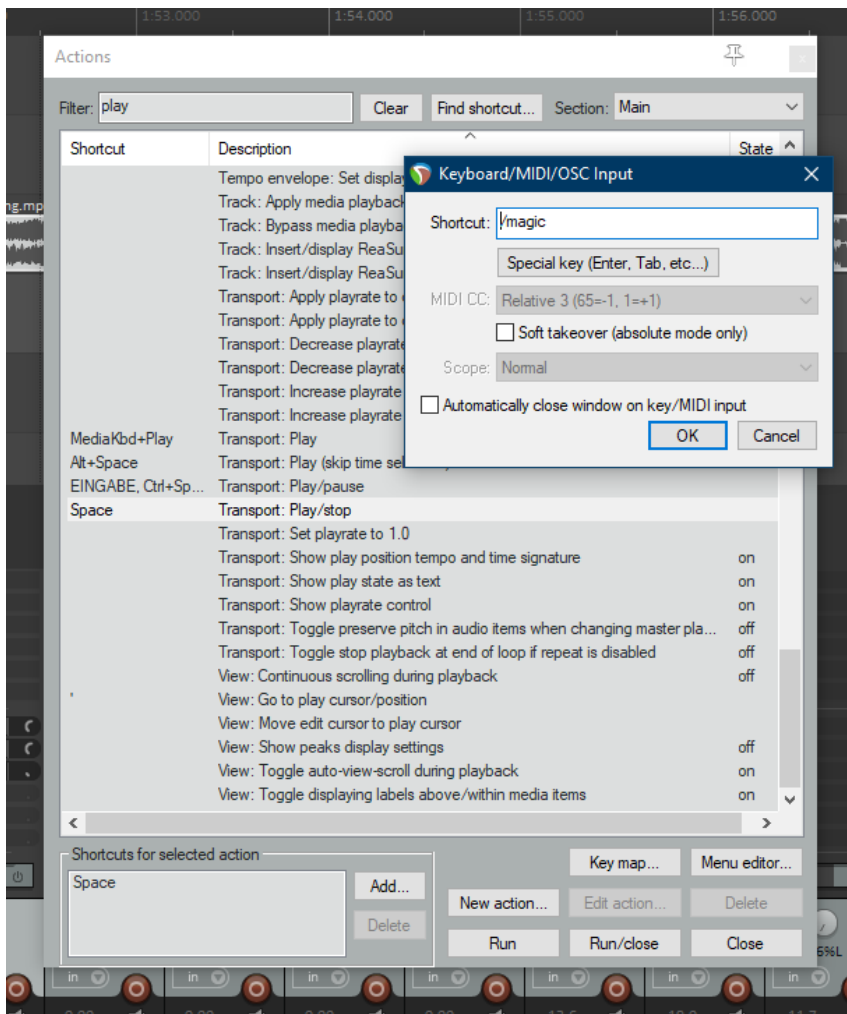 1:53.000 1:54.000 1:55.000 1:56.000
Actions
Filter: play Clear Find shortcut... Section: Main
Shortcut Description State
Tempo envelope: Set display
ng.mp
Track: Apply media playback
Track: Bypass media playba
Track: Insert/display ReaSu
Track: Insert/display ReaSu
Transport: Apply playrate to
Transport: Apply playrate to
Transport: Decrease playrate
Transport: Decrease playrate
Transport: Increase playrate
Transport: Increase playrate
MediaKbd+Play Transport: Play
Alt+Space Transport: Play (skip time sel
EINGABE, Ctrl+Sp... Transport: Play/pause
Space Transport: Play/stop
Transport: Set playrate to 1.0
Transport: Show play position tempo and time signature on
Transport: Show play state as text on
Transport: Show playrate control on
Transport: Toggle preserve pitch in audio items when changing master pla... off
Transport: Toggle stop playback at end of loop if repeat is disabled off
View: Continuous scrolling during playback off
' View: Go to play cursor/position
View: Move edit cursor to play cursor
View: Show peaks display settings off
View: Toggle auto-view-scroll during playback on
View: Toggle displaying labels above/within media items on
Keyboard/MIDI/OSC Input
Shortcut: /magic
Special key (Enter, Tab, etc...)
MIDI CC: Relative 3 (65=-1, 1=+1)
Soft takeover (absolute mode only)
Scope: Normal
Automatically close window on key/MIDI input
OK Cancel
Shortcuts for selected action
Space
Add...
Delete
Key map... Menu editor...
New action... Edit action... Delete
Run Run/close Close
6%L
in in in in in in in